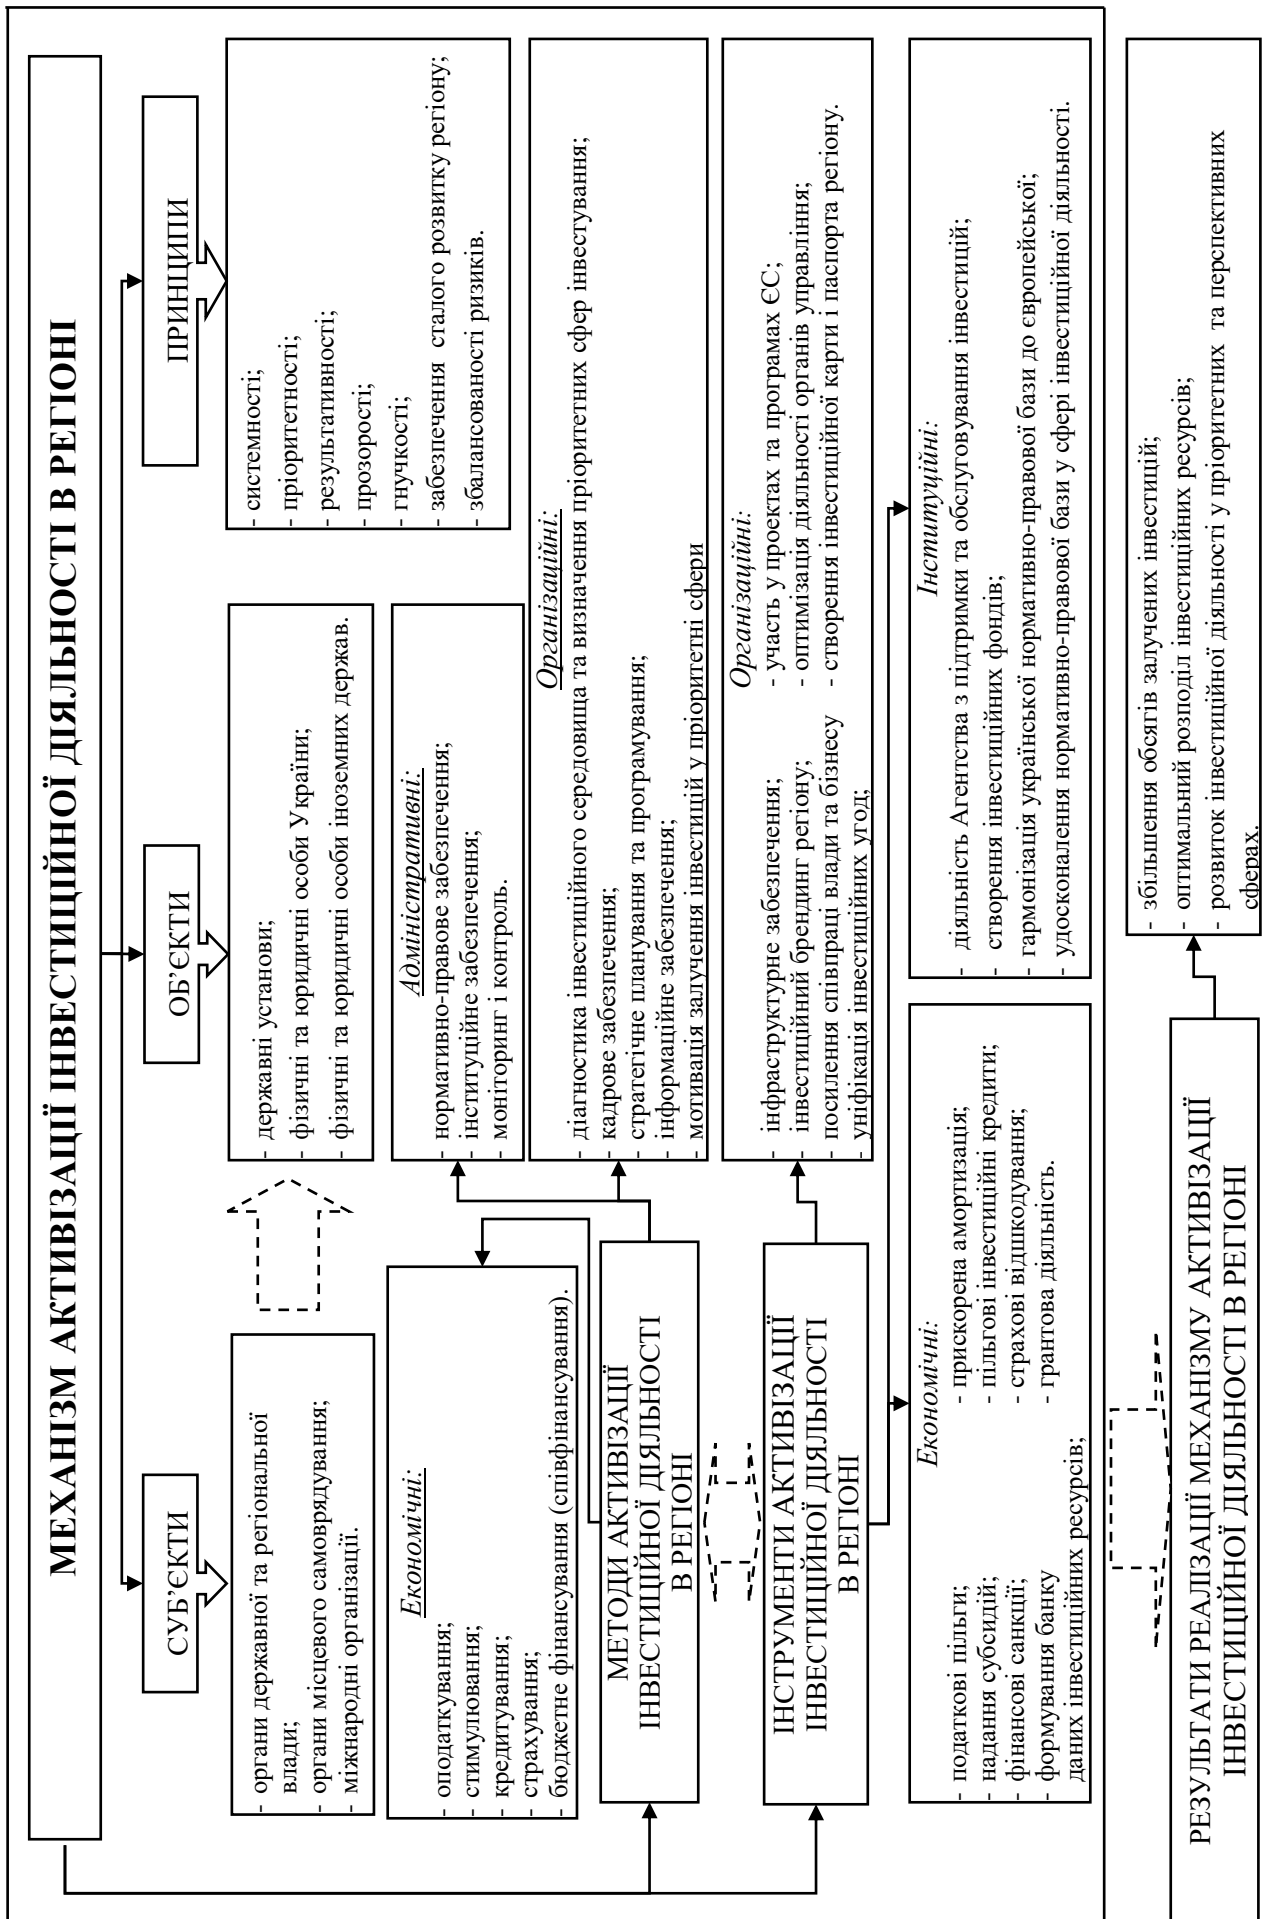 МЕХАНІЗМ АКТИВІЗАЦІЇ ІНВЕСТИЦІЙНОЇ ДІЯЛЬНОСТІ В РЕГІОНІ
СУБ’ЄКТИ
- органи державної та регіональної
влади;
- органи місцевого самоврядування;
- міжнародні організації.
ОБ’ЄКТИ
- державні установи;
- фізичні та юридичні особи України;
- фізичні та юридичні особи іноземних держав.
ПРИНЦИПИ
- системності;
- пріоритетності;
- результативності;
- прозорості;
- гнучкості;
- забезпечення сталого розвитку регіону;
- збалансованості ризиків.
Економічні:
- оподаткування;
- стимулювання;
- кредитування;
- страхування;
- бюджетне фінансування (співфінансування).
Адміністративні:
- нормативно-правове забезпечення;
- інституційне забезпечення;
- моніторинг і контроль.
Організаційні:
- діагностика інвестиційного середовища та визначення пріоритетних сфер інвестування;
- кадрове забезпечення;
- стратегічне планування та програмування;
- інформаційне забезпечення;
- мотивація залучення інвестицій у пріоритетні сфери
МЕТОДИ АКТИВІЗАЦІЇ
ІНВЕСТИЦІЙНОЇ ДІЯЛЬНОСТІ
В РЕГІОНІ
ІНСТРУМЕНТИ АКТИВІЗАЦІЇ
ІНВЕСТИЦІЙНОЇ ДІЯЛЬНОСТІ
В РЕГІОНІ
Організаційні:
- інфраструктурне забезпечення;
- інвестиційний брендинг регіону;
- посилення співпраці влади та бізнесу
- уніфікація інвестиційних угод;
- участь у проектах та програмах ЄС;
- оптимізація діяльності органів управління;
- створення інвестиційної карти і паспорта регіону.
Економічні:
- податкові пільги;
- надання субсидій;
- фінансові санкції;
- формування банку
даних інвестиційних ресурсів;
- прискорена амортизація;
- пільгові інвестиційні кредити;
- страхові відшкодування;
- грантова діяльність.
Інституційні:
- діяльність Агентства з підтримки та обслуговування інвестицій;
- створення інвестиційних фондів;
- гармонізація української нормативно-правової бази до європейської;
- удосконалення нормативно-правової бази у сфері інвестиційної діяльності.
РЕЗУЛЬТАТИ РЕАЛІЗАЦІЇ МЕХАНІЗМУ АКТИВІЗАЦІЇ
ІНВЕСТИЦІЙНОЇ ДІЯЛЬНОСТІ В РЕГІОНІ
- збільшення обсягів залучених інвестицій;
- оптимальний розподіл інвестиційних ресурсів;
- розвиток інвестиційної діяльності у пріоритетних та перспективних
сферах.